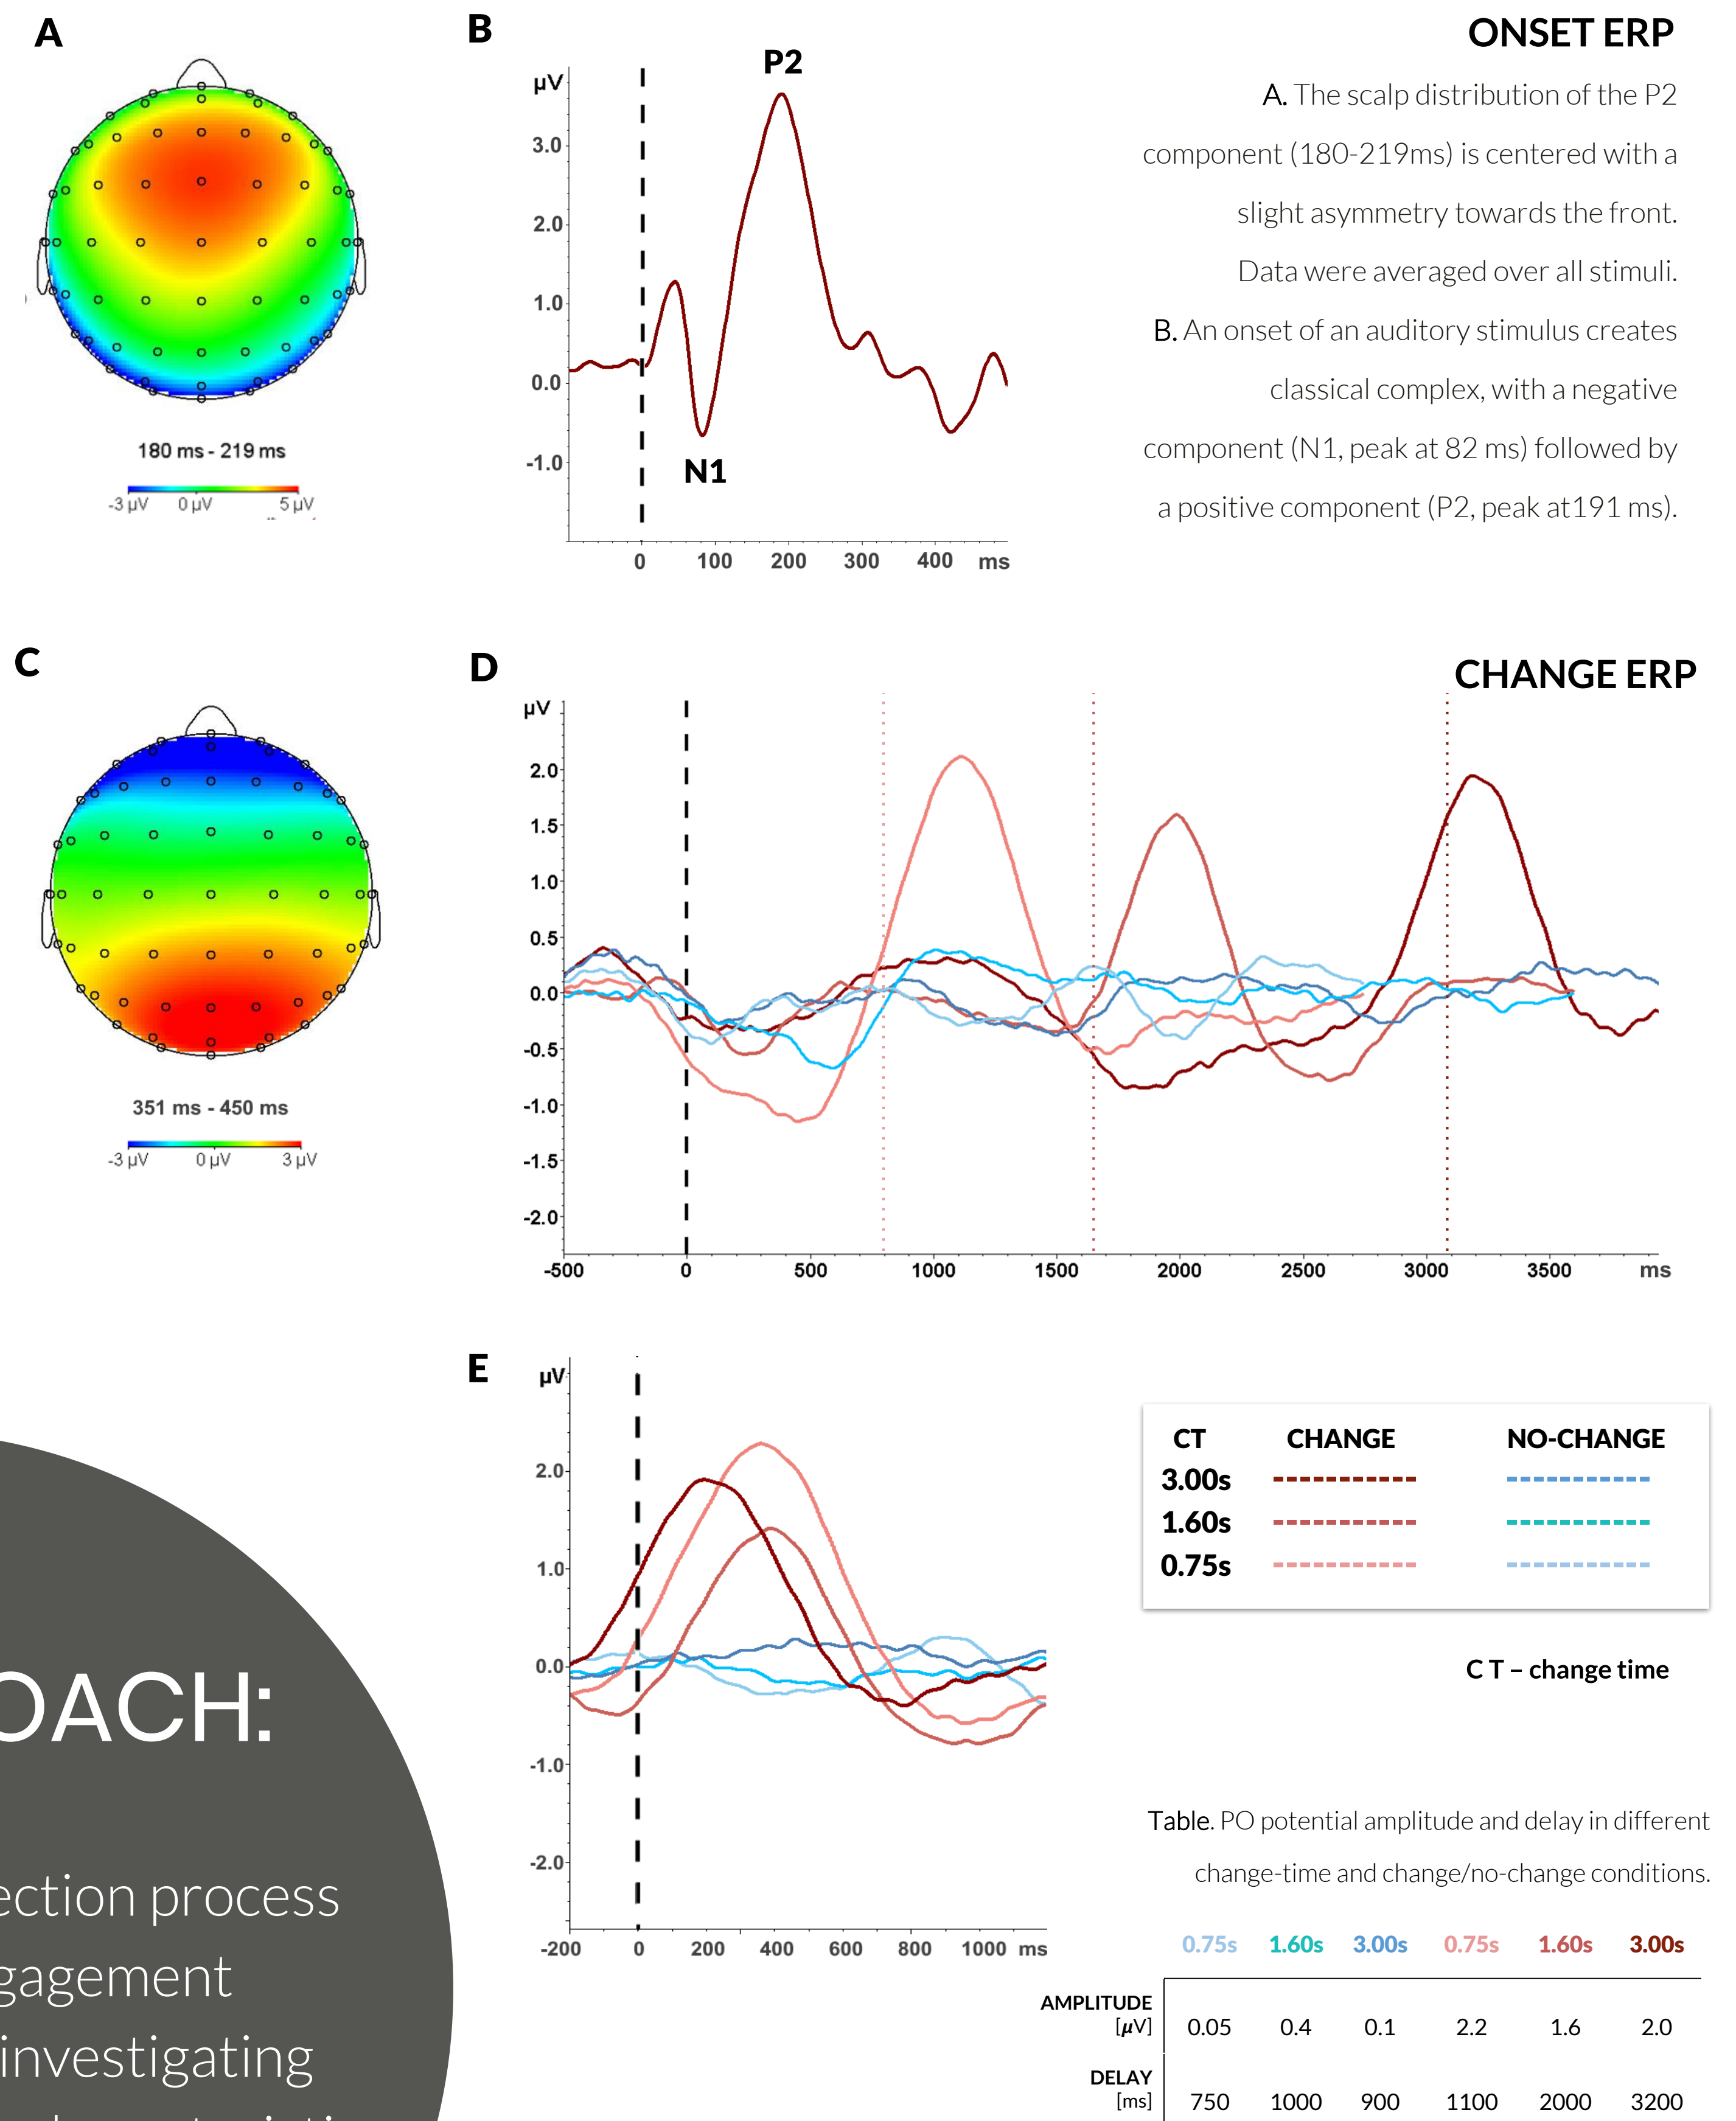 A
180 ms - 219 ms
-3 µV 0 µV 5 µV
B
P2
µV
3.0
2.0
1.0
0.0
-1.0
N1
0 100 200 300 400 ms
ONSET ERP
A. The scalp distribution of the P2
component (180-219ms) is centered with a
slight asymmetry towards the front.
Data were averaged over all stimuli.
B. An onset of an auditory stimulus creates
classical complex, with a negative
component (N1, peak at 82 ms) followed by
a positive component (P2, peak at191 ms).
C
351 ms - 450 ms
-3 µV 0 µV 3 µV
D
CHANGE ERP
µV
2.0
1.5
1.0
0.5
0.0
-0.5
-1.0
-1.5
-2.0
-500 0 500 1000 1500 2000 2500 3000 3500 ms
E
µV
2.0
1.0
0.0
-1.0
-2.0
-200 0 200 400 600 800 1000 ms
CT CHANGE NO-CHANGE
3.00s
1.60s
0.75s
C T – change time
OACH:
ection process
gagement
investigating
Table. PO potential amplitude and delay in different
change-time and change/no-change conditions.
0.75s 1.60s 3.00s 0.75s 1.60s 3.00s
AMPLITUDE
[µV] 0.05 0.4 0.1 2.2 1.6 2.0
DELAY
[ms] 750 1000 900 1100 2000 3200